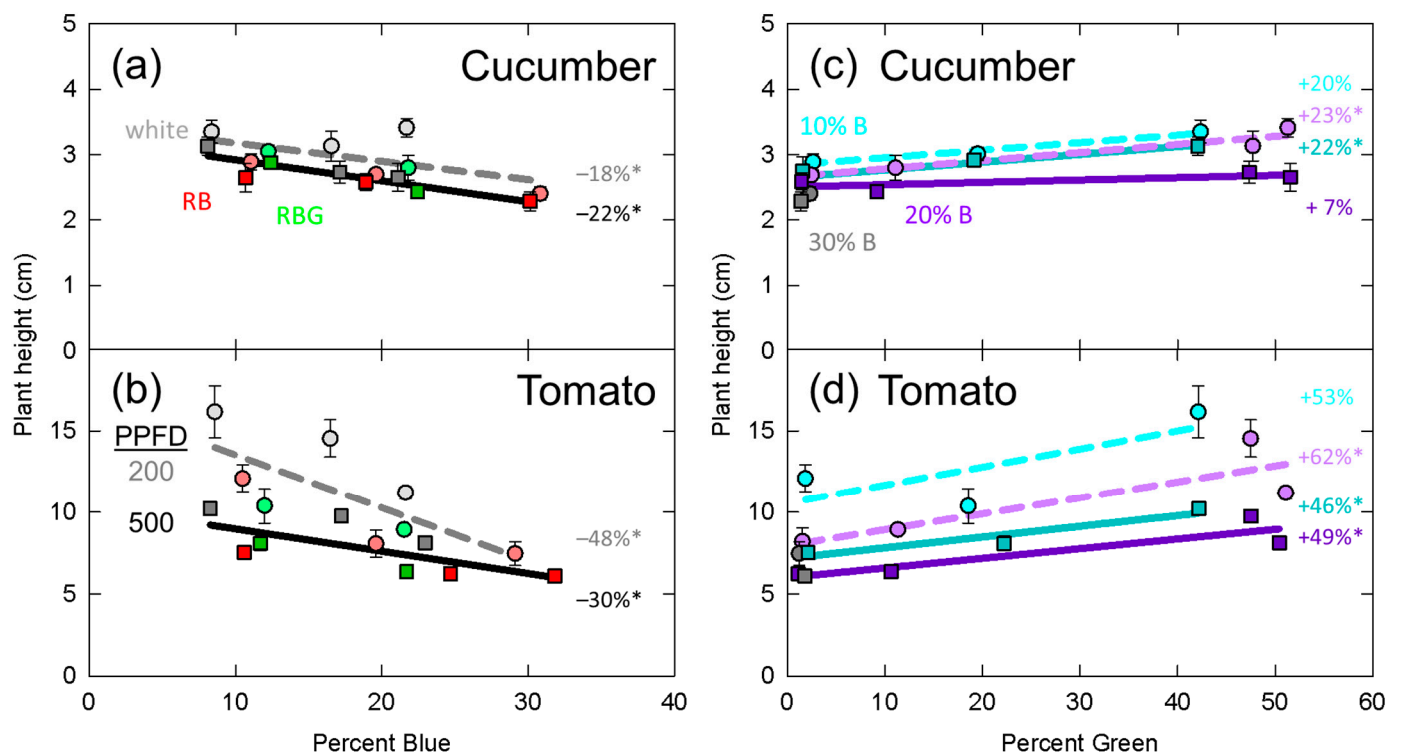 (a) Cucumber
white
RB
RBG
−18%*
−22%*
5
4
3
2
1
0
Plant height (cm)
(b) Tomato
PPFD
200
500
−48%*
−30%*
15
10
5
0
Plant height (cm)
0 10 20 30 40
Percent Blue
(c) Cucumber
+20%
+23%*
+22%*
+ 7%
10% B
20% B
30% B
5
4
3
2
1
0
Plant height (cm)
(d) Tomato
+53%
+62%*
+46%*
+49%*
15
10
5
0
Plant height (cm)
0 10 20 30 40 50 60
Percent Green